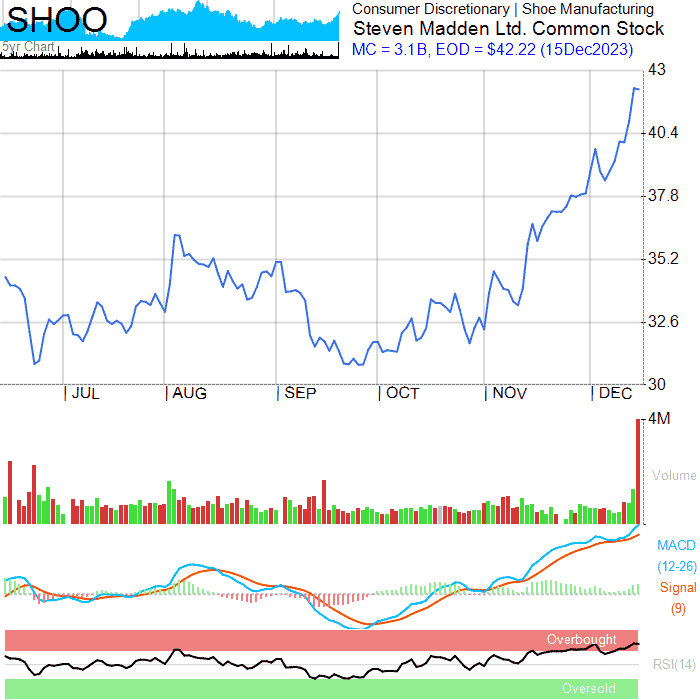 SHOO
5yr Chart
Consumer Discretionary | Shoe Manufacturing
Steven Madden Ltd. Common Stock
MC = 3.1B, EOD = $42.22 (15Dec2023)
43
40.4
37.8
35.2
32.6
30
JUL
AUG
SEP
OCT
NOV
DEC
4M
Volume
MACD
(12-26)
Signal
(9)
Overbought
RSI(14)
Oversold